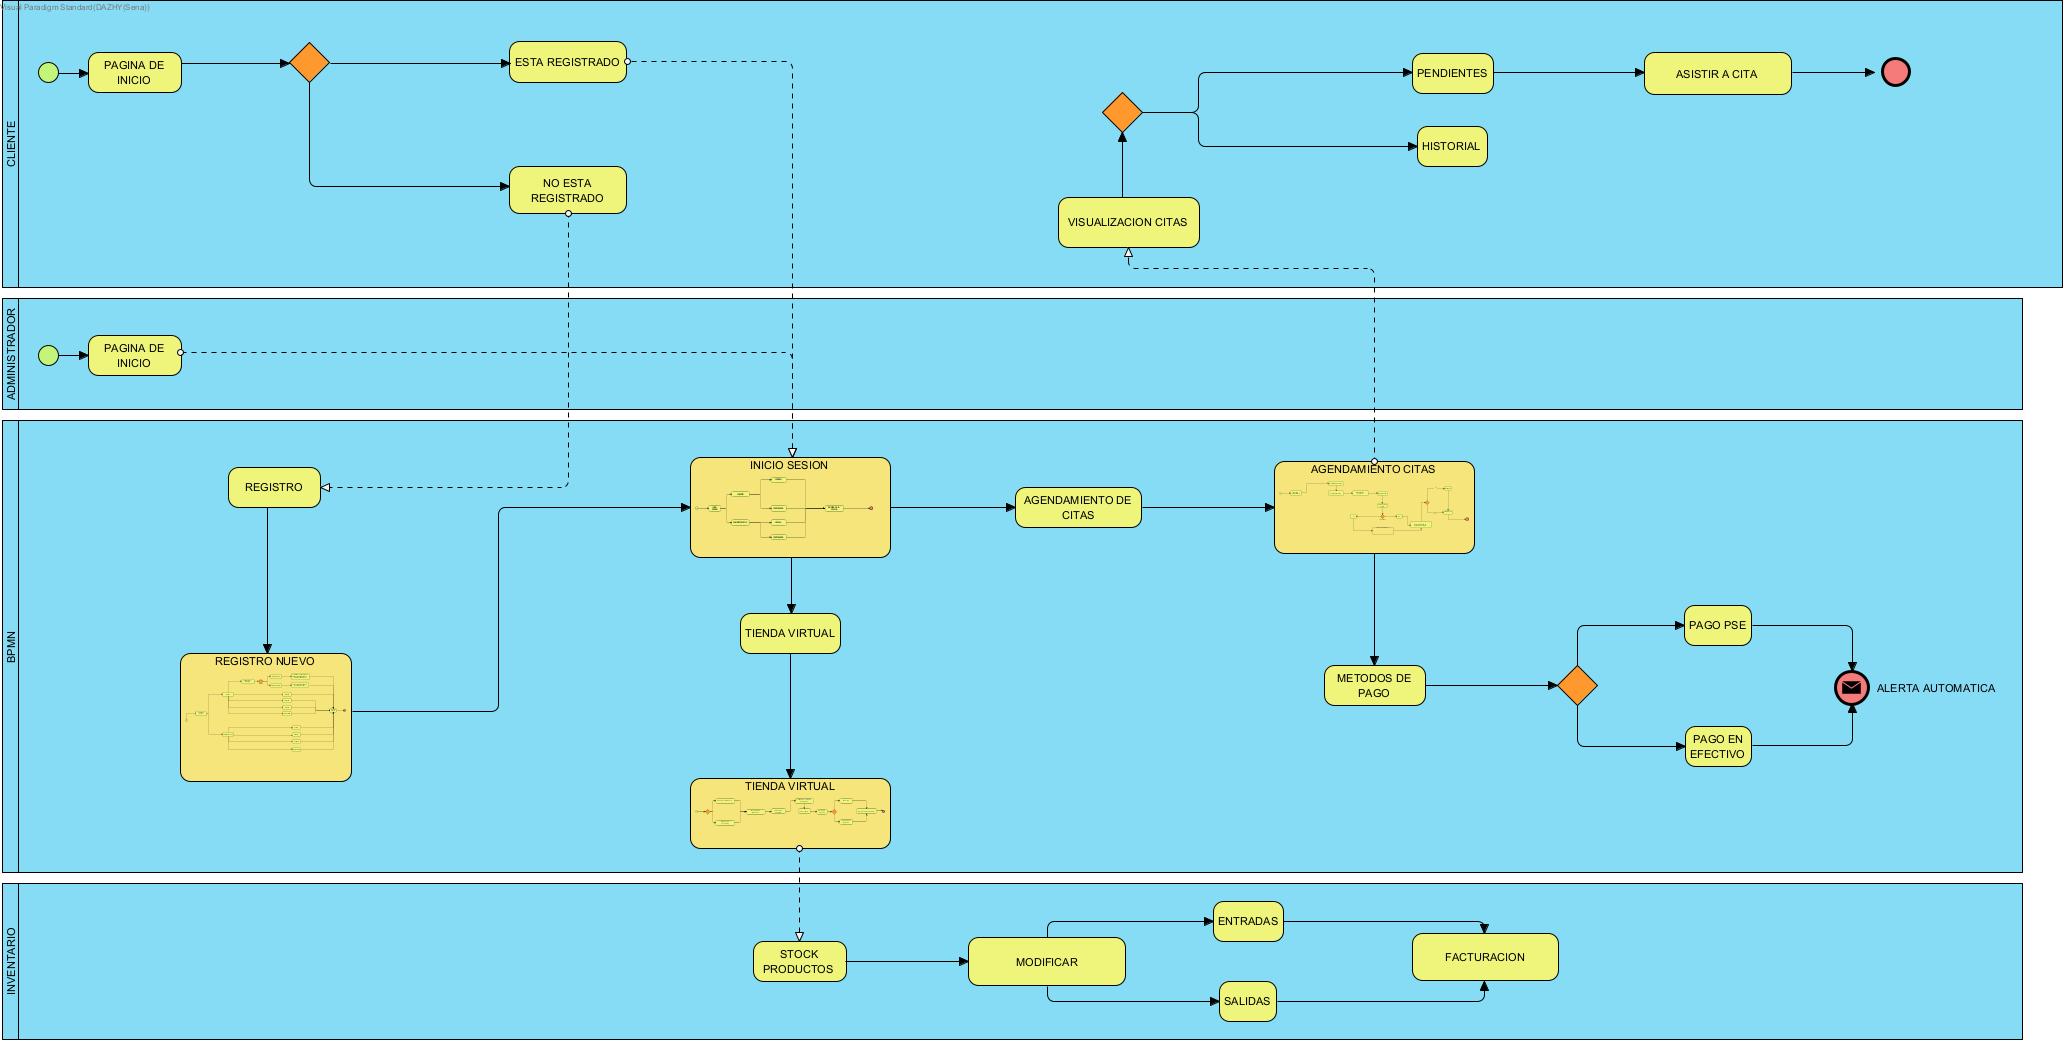 Visual Paradigm Standard(DAZHY(Sena))
CLIENTE
PAGINA DE
INICIO
ESTA REGISTRADO
NO ESTA
REGISTRADO
VISUALIZACION CITAS
PENDIENTES
HISTORIAL
ASISTIR A CITA
ADMINISTRADOR
PAGINA DE
INICIO
BPMN
REGISTRO
REGISTRO NUEVO
INICIO SESION
TIENDA VIRTUAL
TIENDA VIRTUAL
AGENDAMIENTO DE
CITAS
AGENDAMIENTO CITAS
METODOS DE
PAGO
PAGO PSE
PAGO EN
EFECTIVO
ALERTA AUTOMATICA
INVENTARIO
STOCK
PRODUCTOS
MODIFICAR
ENTRADAS
SALIDAS
FACTURACION